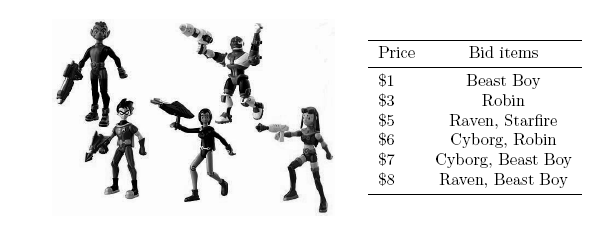 Price Bid items
$1 Beast Boy
$3 Robin
$5 Raven, Starfire
$6 Cyborg, Robin
$7 Cyborg, Beast Boy
$8 Raven, Beast Boy